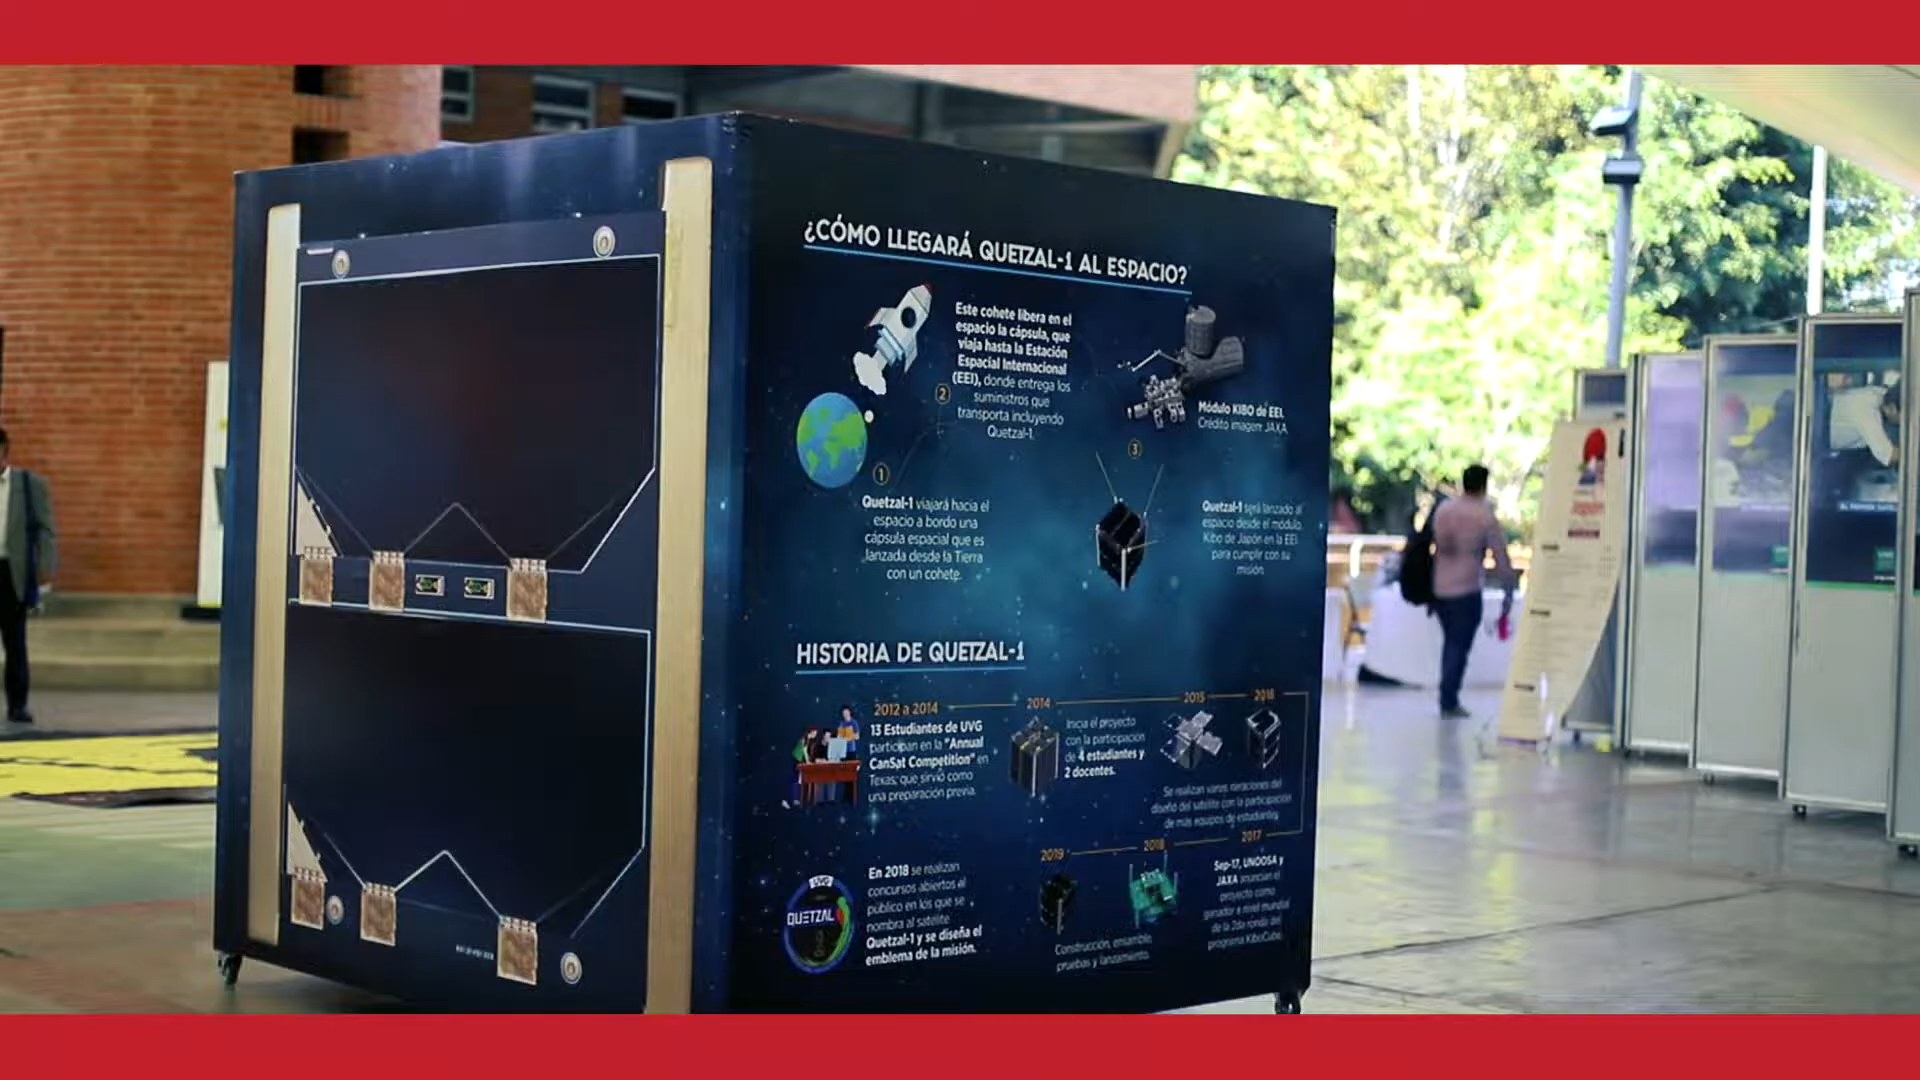 ¿CÓMO LLEGARÁ QUETZAL-1 AL ESPACIO?
Este cohete libera en el
espacio la cápsula, que
viaja hasta la Estación
Espacial Internacional
(EEI), donde entrega los
suministros que
transporta incluyendo
Quetzal-1.
2
Módulo KIBO de EEI.
Crédito imagen: JAXA.
1
Quetzal-1 viajará hacia el
espacio a bordo una
cápsula espacial que es
lanzada desde la Tierra
con un cohete.
3
Quetzal-1 será lanzado al
espacio desde el módulo
Kibo de Japón en la EEI
para cumplir con su
misión.
HISTORIA DE QUETZAL-1
2012 a 2014
13 Estudiantes de UVG
participan en la "Annual
CanSat Competition" en
Texas; que sirvió como
una preparación previa.
2014
Inicia el proyecto
con la participación
de 4 estudiantes y
2 docentes.
2015
2016
Se realizan varias iteraciones del
diseño del satélite con la participación
de más equipos de estudiantes.
2017
Sep-17, UNOOSA y
JAXA anuncian el
proyecto como
ganador a nivel mundial
de la 2da ronda del
programa KiboCube.
2018
2019
Construcción, ensamble,
pruebas y lanzamiento.
UVG
QUETZAL
En 2018 se realizan
concursos abiertos al
público en los que se
nombra al satélite
Quetzal-1 y se diseña el
emblema de la misión.